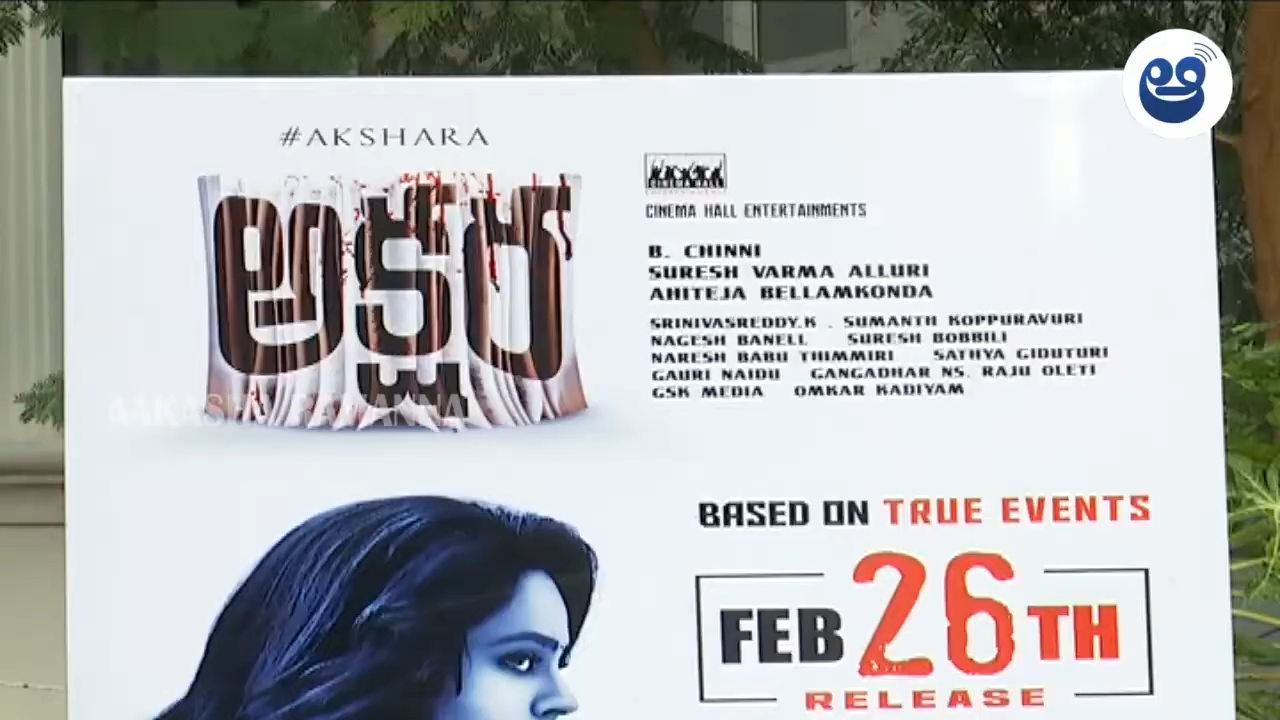 #AKSHARA
అక్షర
CINEMA HALL
CINEMA HALL ENTERTAINMENTS
B. CHINNI
SURESH VARMA ALLURI
AHITEJA BELLAMKONDA
SRINIVASREDDY.K . SUMANTH KOPPURAVURI
NAGESH BANELL SURESH BOBBILI
NARESH BABU THIMMIRI SATHYA GIDUTURI
GAURI NAIDU GANGADHAR NS. RAJU OLETI
GSK MEDIA OMKAR KADIYAM
BASED ON TRUE EVENTS
FEB 26TH
RELEASE